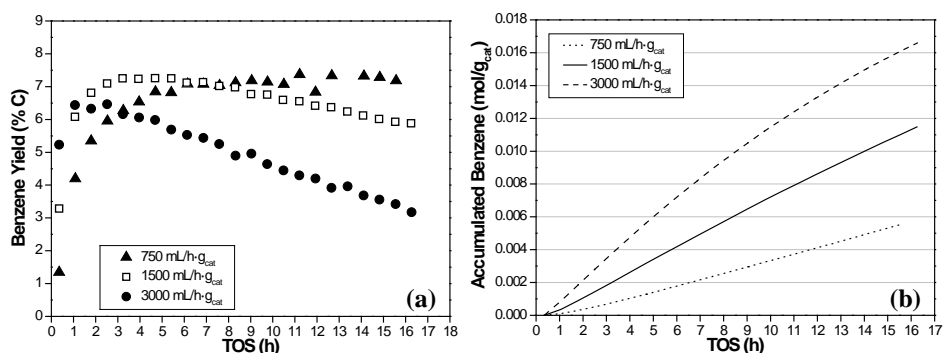 9
8
7
6
5
4
3
2
1
0
Benzene Yield (% C)
750 mL/h·gcat
1500 mL/h·gcat
3000 mL/h·gcat
(a)
0 1 2 3 4 5 6 7 8 9 10 11 12 13 14 15 16 17 18
TOS (h)
0.018
0.016
0.014
0.012
0.010
0.008
0.006
0.004
0.002
0.000
Accumulated Benzene (mol/gcat)
750 mL/h·gcat
1500 mL/h·gcat
3000 mL/h·gcat
(b)
0 1 2 3 4 5 6 7 8 9 10 11 12 13 14 15 16 17
TOS (h)